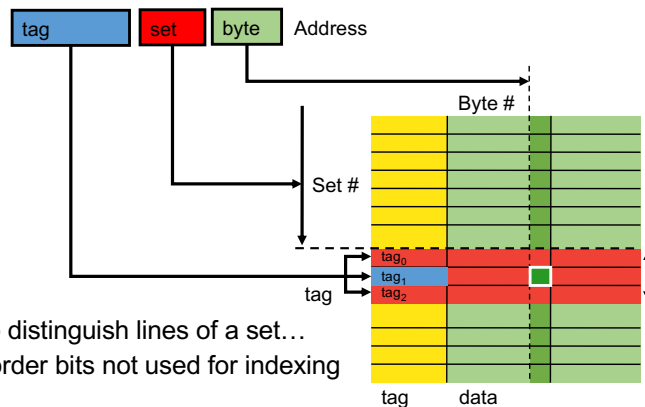 tag set byte Address
Byte #
Set #
tag₀
tag₁
tag tag₂
distinguish lines of a set…
order bits not used for indexing
tag data